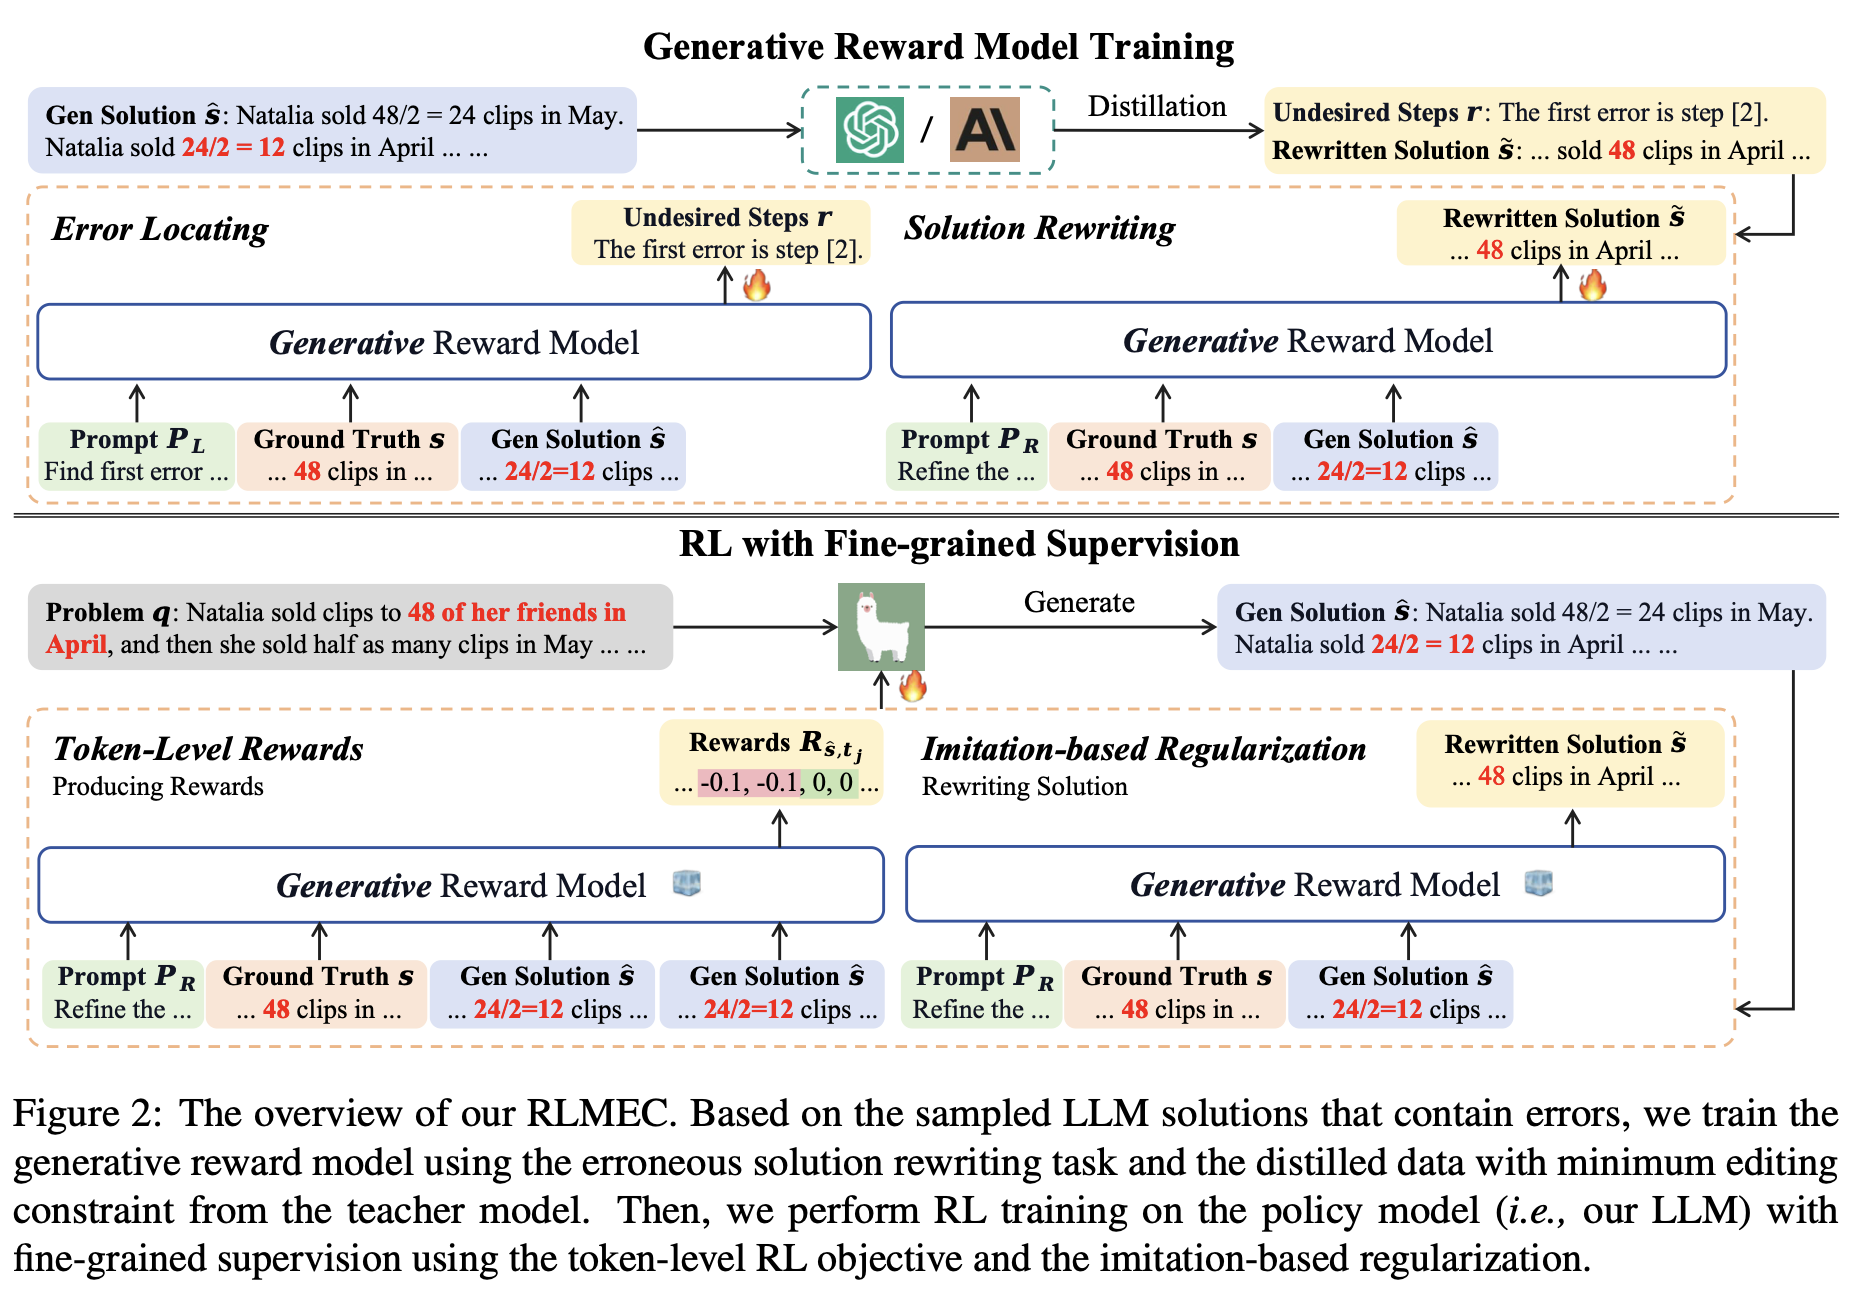 Generative Reward Model Training
Gen Solution ŝ: Natalia sold 48/2 = 24 clips in May.
Natalia sold 24/2 = 12 clips in April ... ...
/
Distillation
Undesired Steps r: The first error is step [2].
Rewritten Solution s̃: ... sold 48 clips in April ...
Error Locating
Undesired Steps r
The first error is step [2].
Solution Rewriting
Rewritten Solution s̃
... 48 clips in April ...
Generative Reward Model
Generative Reward Model
Prompt P_L
Find first error ...
Ground Truth s
... 48 clips in ...
Gen Solution ŝ
... 24/2=12 clips ...
Prompt P_R
Refine the ...
Ground Truth s
... 48 clips in ...
Gen Solution ŝ
... 24/2=12 clips ...
RL with Fine-grained Supervision
Problem q: Natalia sold clips to 48 of her friends in
April, and then she sold half as many clips in May ... ...
Generate
Gen Solution ŝ: Natalia sold 48/2 = 24 clips in May.
Natalia sold 24/2 = 12 clips in April ... ...
Token-Level Rewards
Producing Rewards
Rewards R_{ŝ,t_j}
... -0.1, -0.1, 0, 0 ...
Imitation-based Regularization
Rewriting Solution
Rewritten Solution s̃
... 48 clips in April ...
Generative Reward Model
Generative Reward Model
Prompt P_R
Refine the ...
Ground Truth s
... 48 clips in ...
Gen Solution ŝ
... 24/2=12 clips ...
Gen Solution ŝ
... 24/2=12 clips ...
Prompt P_R
Refine the ...
Ground Truth s
... 48 clips in ...
Gen Solution ŝ
... 24/2=12 clips ...
Figure 2: The overview of our RLMEC. Based on the sampled LLM solutions that contain errors, we train the
generative reward model using the erroneous solution rewriting task and the distilled data with minimum editing
constraint from the teacher model. Then, we perform RL training on the policy model (i.e., our LLM) with
fine-grained supervision using the token-level RL objective and the imitation-based regularization.